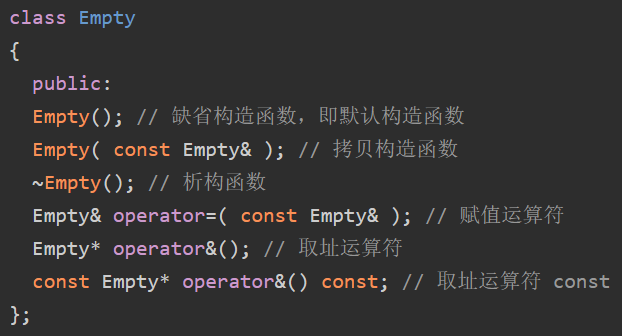 class Empty
{
public:
Empty(); // 缺省构造函数，即默认构造函数
Empty( const Empty& ); // 拷贝构造函数
~Empty(); // 析构函数
Empty& operator=( const Empty& ); // 赋值运算符
Empty* operator&(); // 取址运算符
const Empty* operator&() const; // 取址运算符 const
};